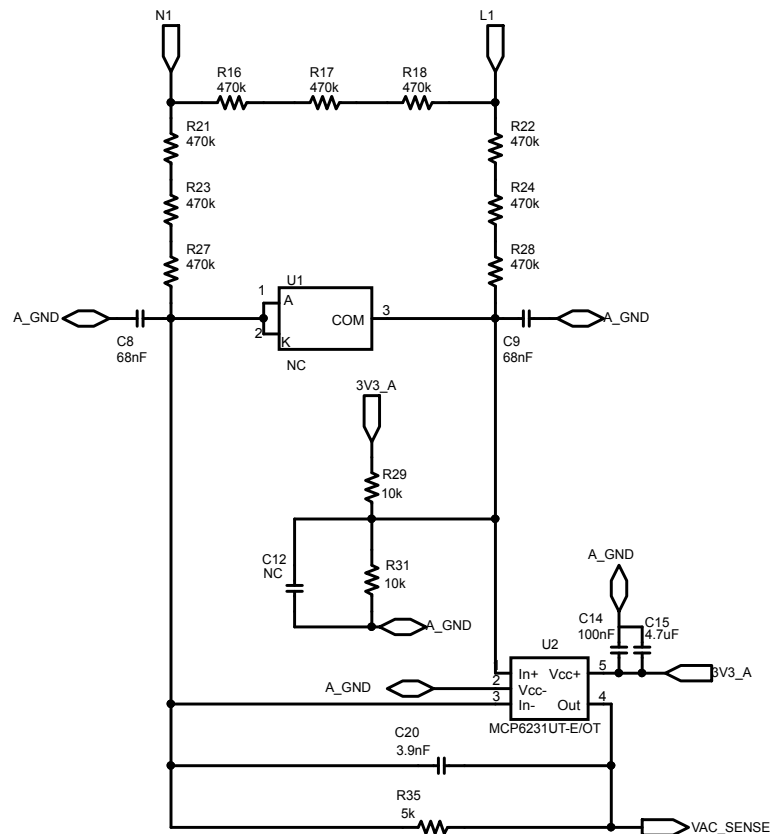 N1
L1
R16
470k
R17
470k
R18
470k
R21
470k
R22
470k
R23
470k
R24
470k
R27
470k
R28
470k
U1
1
A
A_GND
COM
3
A_GND
2
K
C8
68nF
C9
68nF
NC
3V3_A
R29
10k
C12
NC
R31
10k
A_GND
A_GND
C14
100nF
C15
4.7uF
U2
1
In+
Vcc+
5
3V3_A
A_GND
2
Vcc-
3
In-
Out
4
MCP6231UT-E/OT
C20
3.9nF
R35
5k
VAC_SENSE